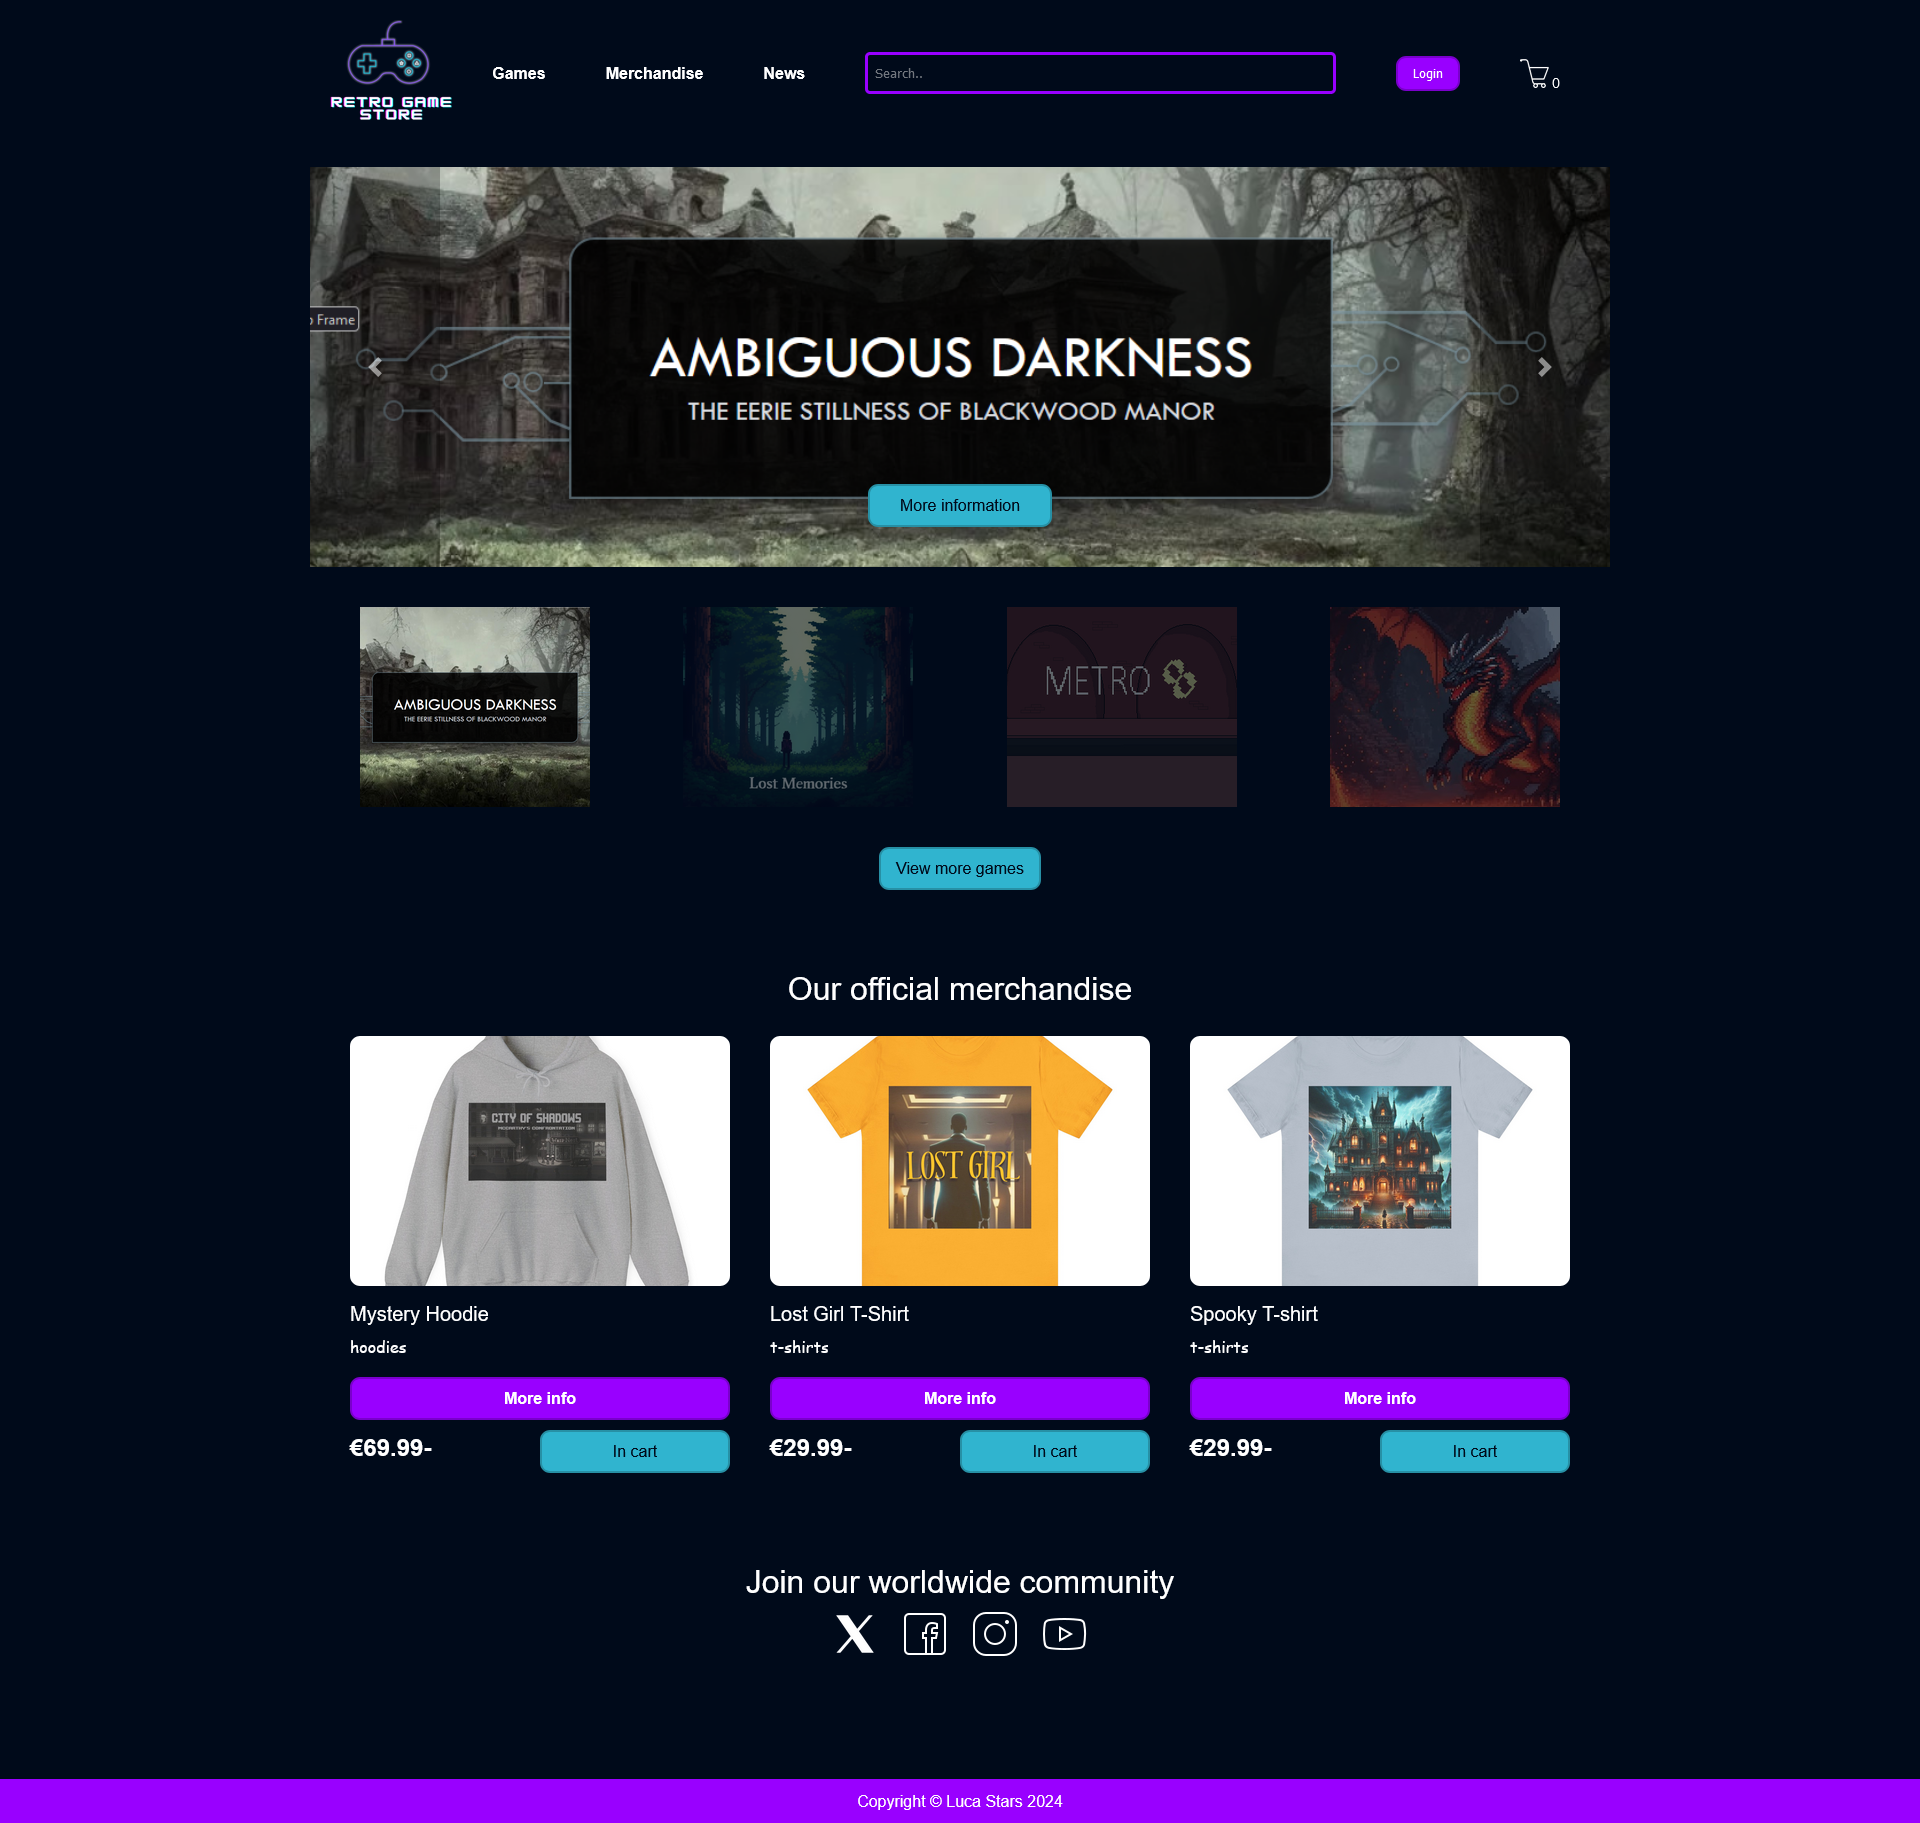 RETRO GAME
STORE
Games
Merchandise
News
Search..
Login
0
Frame
AMBIGUOUS DARKNESS
THE EERIE STILLNESS OF BLACKWOOD MANOR
More information
AMBIGUOUS DARKNESS
THE EERIE STILLNESS OF BLACKWOOD MANOR
Lost Memories
METRO
View more games
Our official merchandise
CITY OF SHADOWS
MCCARTHY'S CONFRONTATION
LOST GIRL
Mystery Hoodie
hoodies
More info
€69.99-
In cart
Lost Girl T-Shirt
t-shirts
More info
€29.99-
In cart
Spooky T-shirt
t-shirts
More info
€29.99-
In cart
Join our worldwide community
Copyright © Luca Stars 2024